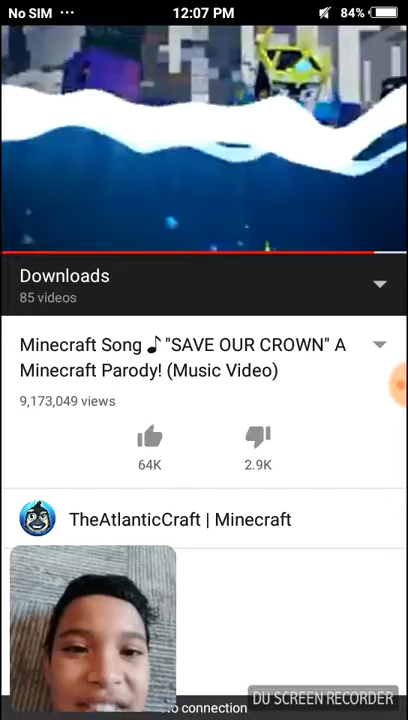 No SIM ··· 12:07 PM 84%
Downloads
85 videos
Minecraft Song ♪ "SAVE OUR CROWN" A
Minecraft Parody! (Music Video)
9,173,049 views
64K 2.9K
TheAtlanticCraft | Minecraft
DU SCREEN RECORDER
o connection